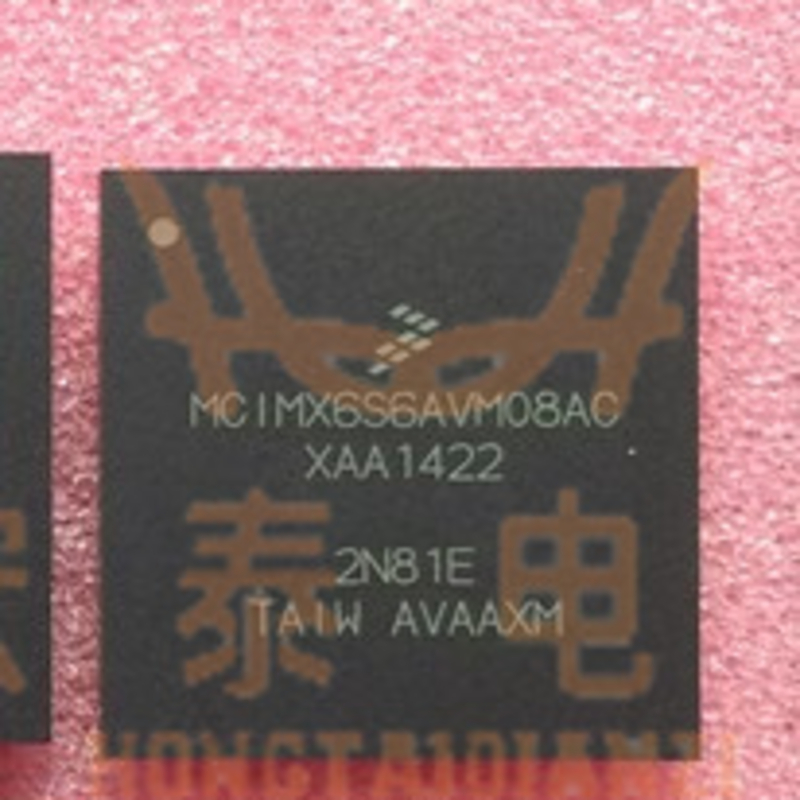 MCIMX6S6AVM08AC
XAA1422
2N81E
TAIW AVAAXM
泰电